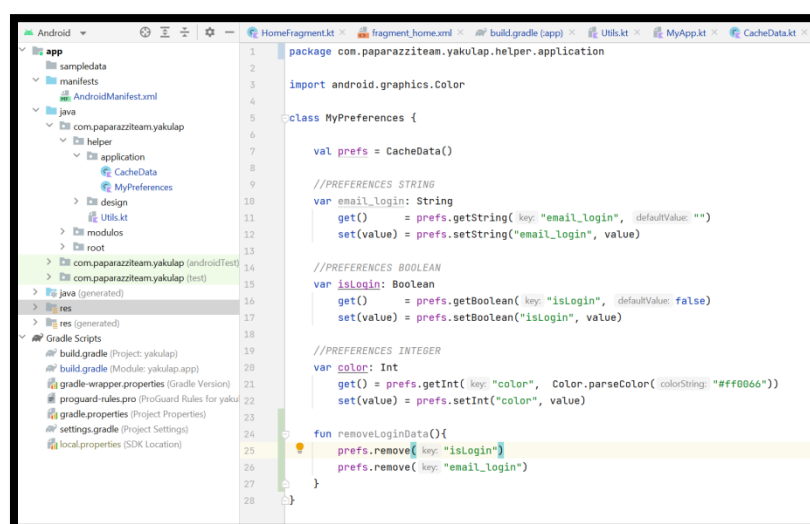 Android
HomeFragment.kt fragment_home.xml build.gradle (:app) Utils.kt MyApp.kt CacheData.kt
app
sampledata
manifests
AndroidManifest.xml
java
com.paparazziteam.yakulap
helper
application
CacheData
MyPreferences
design
Utils.kt
modulos
root
com.paparazziteam.yakulap (androidTest)
com.paparazziteam.yakulap (test)
java (generated)
res
res (generated)
Gradle Scripts
build.gradle (Project: yakulap)
build.gradle (Module: yakulap.app)
gradle-wrapper.properties (Gradle Version)
proguard-rules.pro (ProGuard Rules for yakul
gradle.properties (Project Properties)
settings.gradle (Project Settings)
local.properties (SDK Location)
1 package com.paparazziteam.yakulap.helper.application
2
3 import android.graphics.Color
4
5 class MyPreferences {
6
7 val prefs = CacheData()
8
9 //PREFERENCES STRING
10 var email_login: String
11 get() = prefs.getString( key: "email_login", defaultValue: "")
12 set(value) = prefs.setString("email_login", value)
13
14 //PREFERENCES BOOLEAN
15 var isLogin: Boolean
16 get() = prefs.getBoolean( key: "isLogin", defaultValue: false)
17 set(value) = prefs.setBoolean("isLogin", value)
18
19 //PREFERENCES INTEGER
20 var color: Int
21 get() = prefs.getInt( key: "color", Color.parseColor( colorString: "#ff0066"))
22 set(value) = prefs.setInt("color", value)
23
24 fun removeLoginData(){
25 prefs.remove( key: "isLogin")
26 prefs.remove( key: "email_login")
27 }
28 }